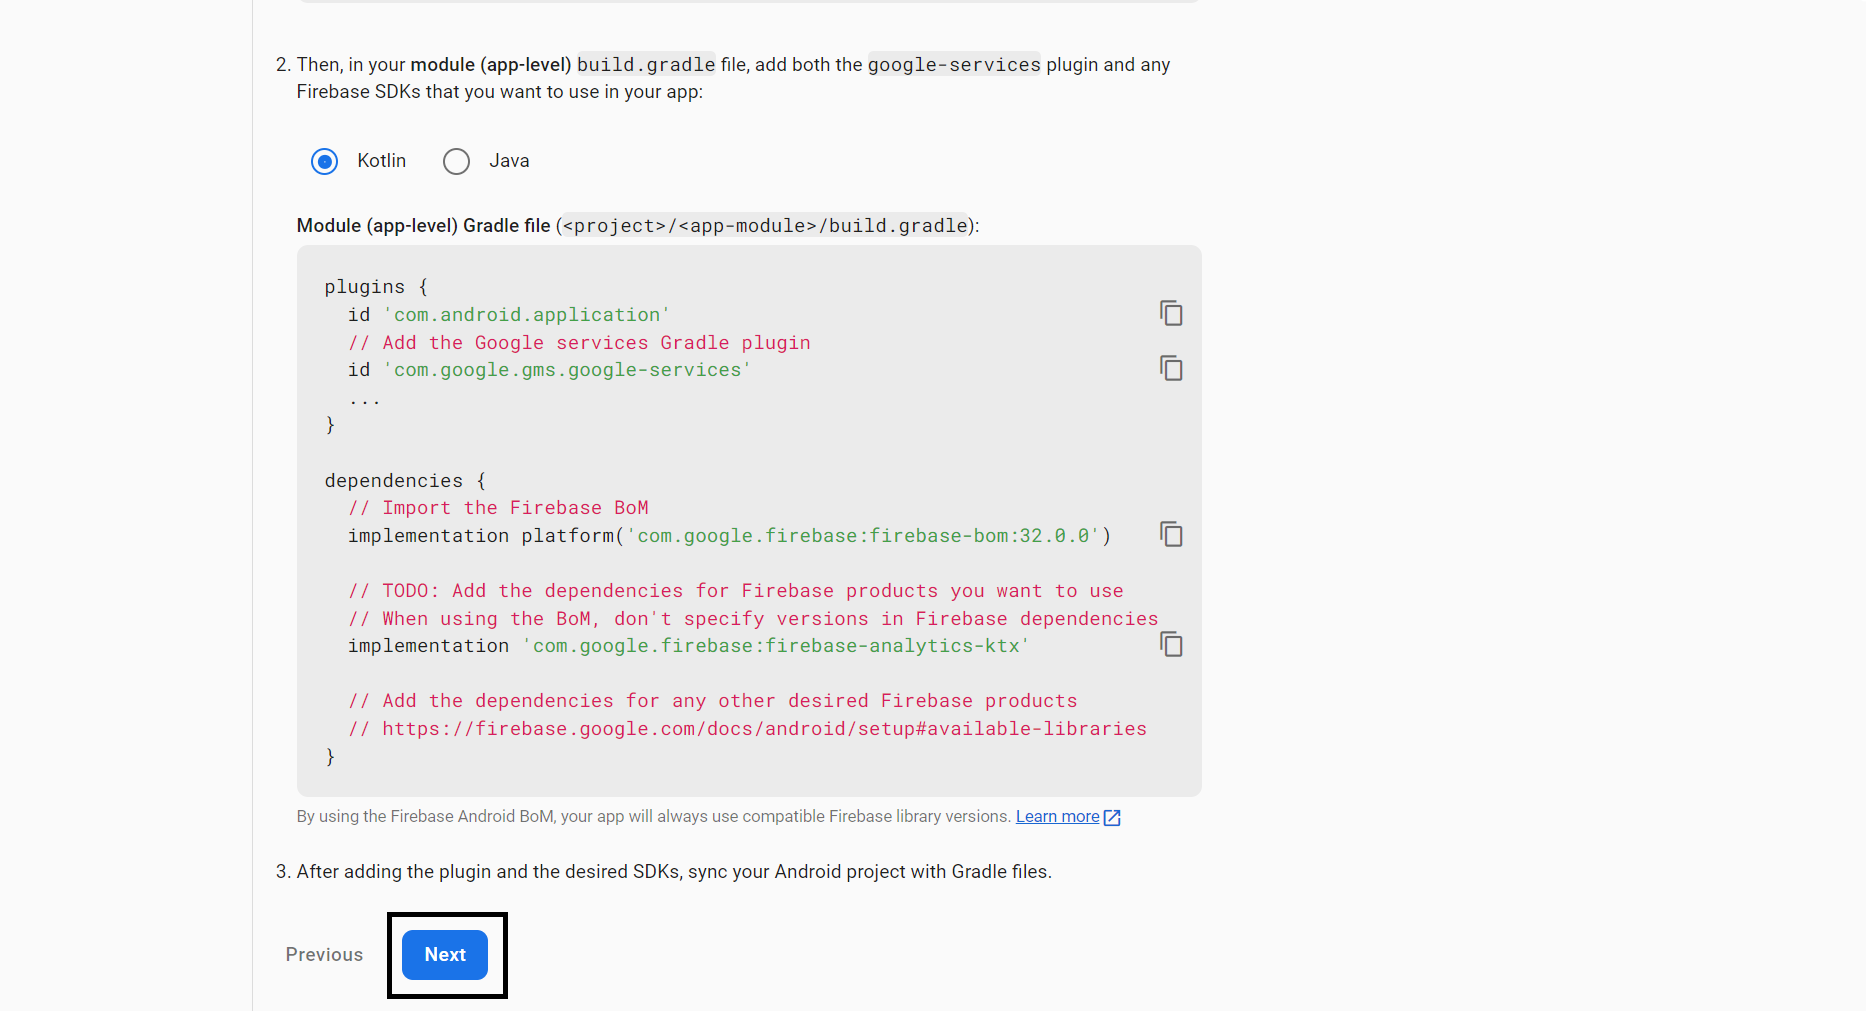 2. Then, in your module (app-level) build.gradle file, add both the google-services plugin and any
Firebase SDKs that you want to use in your app:
Kotlin Java
Module (app-level) Gradle file (<project>/<app-module>/build.gradle):
plugins {
  id 'com.android.application'
  // Add the Google services Gradle plugin
  id 'com.google.gms.google-services'
  ...
}
dependencies {
  // Import the Firebase BoM
  implementation platform('com.google.firebase:firebase-bom:32.0.0')
  // TODO: Add the dependencies for Firebase products you want to use
  // When using the BoM, don't specify versions in Firebase dependencies
  implementation 'com.google.firebase:firebase-analytics-ktx'
  // Add the dependencies for any other desired Firebase products
  // https://firebase.google.com/docs/android/setup#available-libraries
}
By using the Firebase Android BoM, your app will always use compatible Firebase library versions. Learn more
3. After adding the plugin and the desired SDKs, sync your Android project with Gradle files.
Previous Next